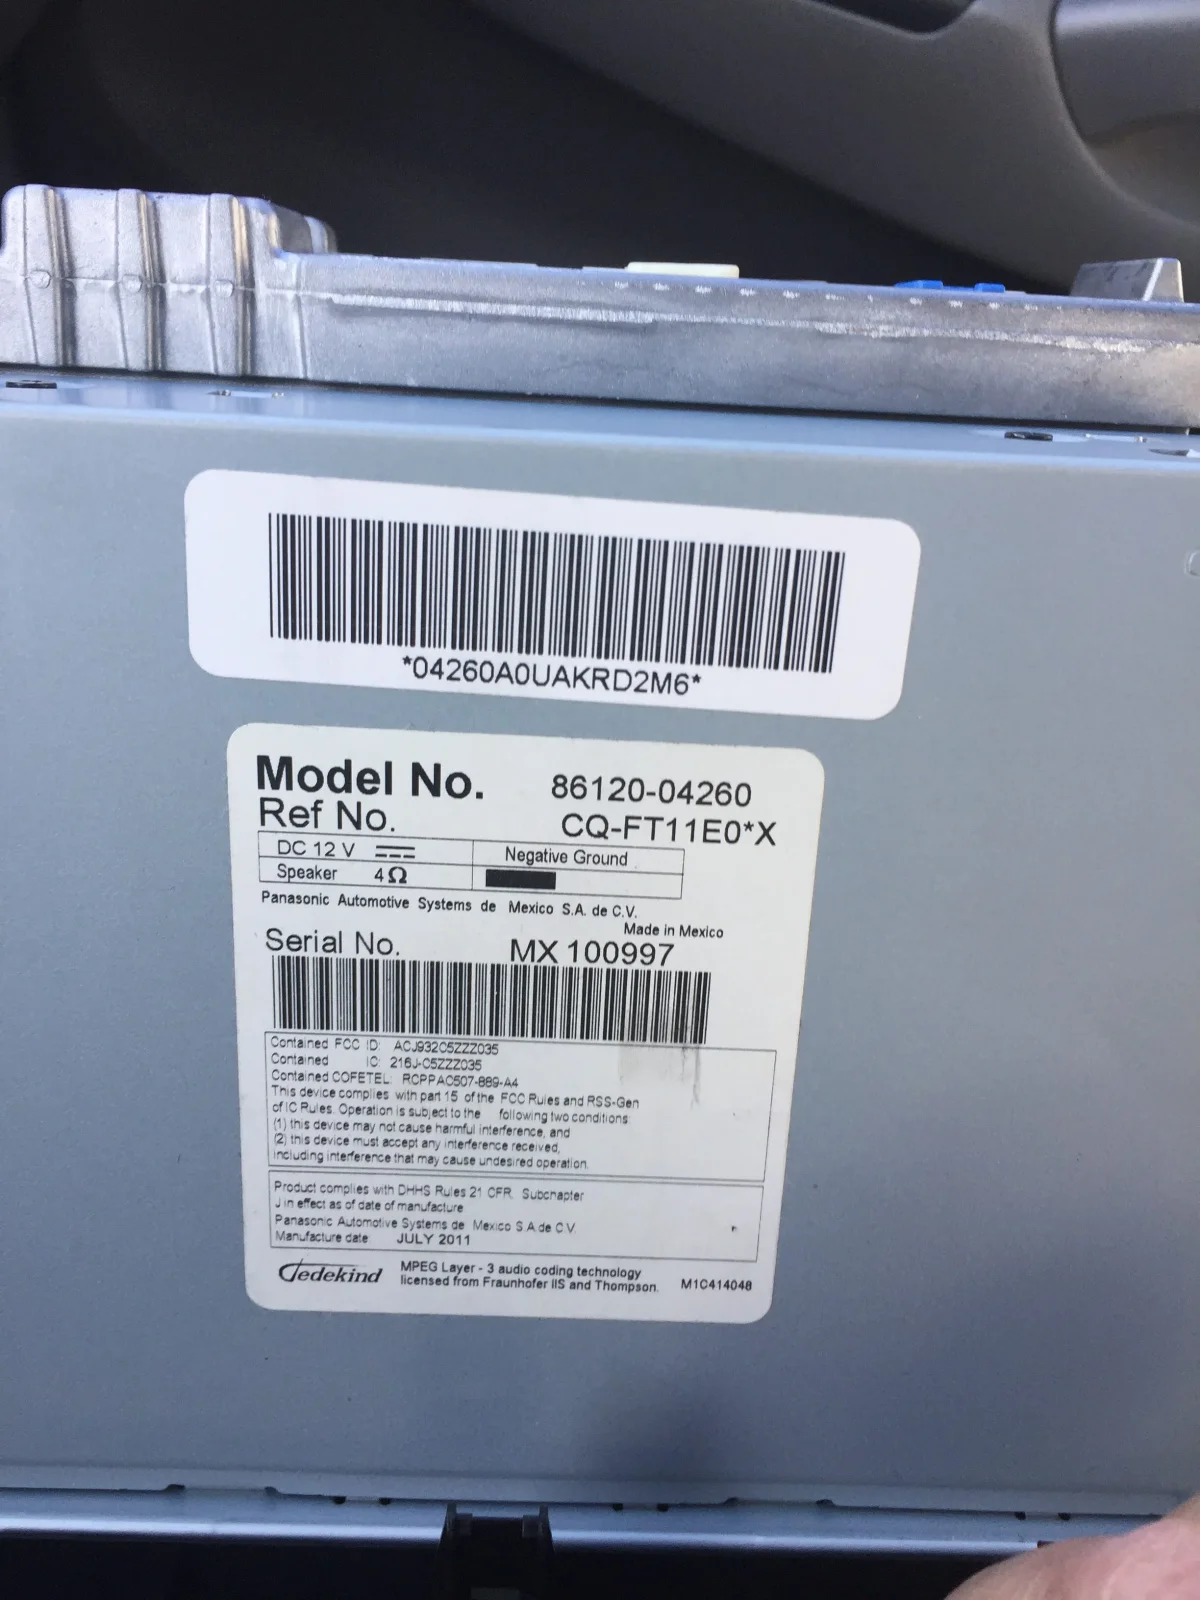 *04260A0UAKRD2M6*
Model No. 86120-04260
Ref No. CQ-FT11E0*X
DC 12 V Negative Ground
Speaker 4Ω
Panasonic Automotive Systems de Mexico S.A. de C.V.
Made in Mexico
Serial No. MX 100997
Contained FCC ID: ACJ932C5ZZZ035
Contained IC: 216J-C5ZZZ035
Contained COFETEL: RCPPAC507-889-A4
This device complies with part 15 of the FCC Rules and RSS-Gen
of IC Rules. Operation is subject to the following two conditions:
(1) this device may not cause harmful interference, and
(2) this device must accept any interference received,
including interference that may cause undesired operation.
Product complies with DHHS Rules 21 CFR. Subchapter
J in effect as of date of manufacture
Panasonic Automotive Systems de Mexico S.A de C.V.
Manufacture date: JULY 2011
Gedekind MPEG Layer - 3 audio coding technology
licensed from Fraunhofer IIS and Thompson. M1C414048